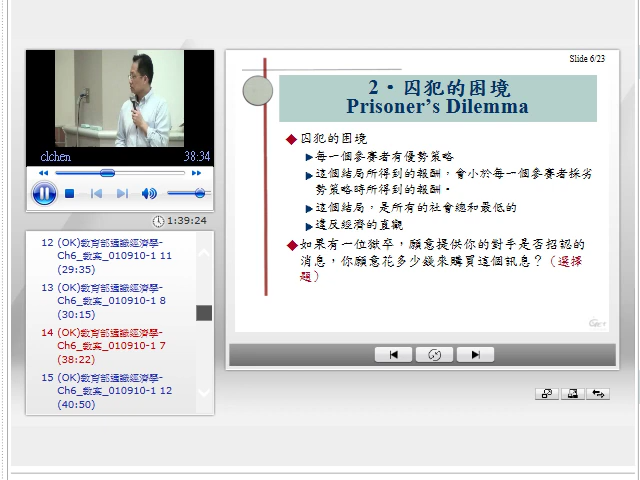 Slide 6/23
2‧囚犯的困境
Prisoner's Dilemma
囚犯的困境
每一個參賽者有優勢策略
這個結局所得到的報酬，會小於每一個參賽者採劣
勢策略時所得到的報酬。
這個結局，是所有的社會總和最低的
違反經濟的直觀
如果有一位獄卒，願意提供你的對手是否招認的
消息，你願意花多少錢來購買這個訊息？（選擇
題）
clchen
38:34
1:39:24
12 (OK)教育部通識經濟學-
Ch6_教案_010910-1 11
(29:35)
13 (OK)教育部通識經濟學-
Ch6_教案_010910-1 8
(30:15)
14 (OK)教育部通識經濟學-
Ch6_教案_010910-1 7
(38:22)
15 (OK)教育部通識經濟學-
Ch6_教案_010910-1 12
(40:50)